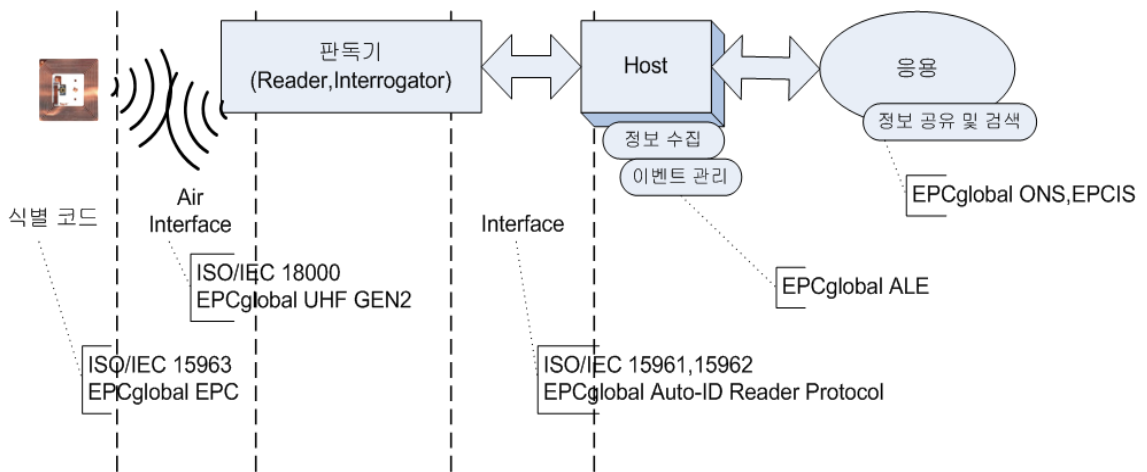 판독기
(Reader,Interrogator)
Host
응용
정보 수집
이벤트 관리
정보 공유 및 검색
식별 코드
Air
Interface
Interface
EPCglobal ONS,EPCIS
ISO/IEC 18000
EPCglobal UHF GEN2
EPCglobal ALE
ISO/IEC 15963
EPCglobal EPC
ISO/IEC 15961,15962
EPCglobal Auto-ID Reader Protocol